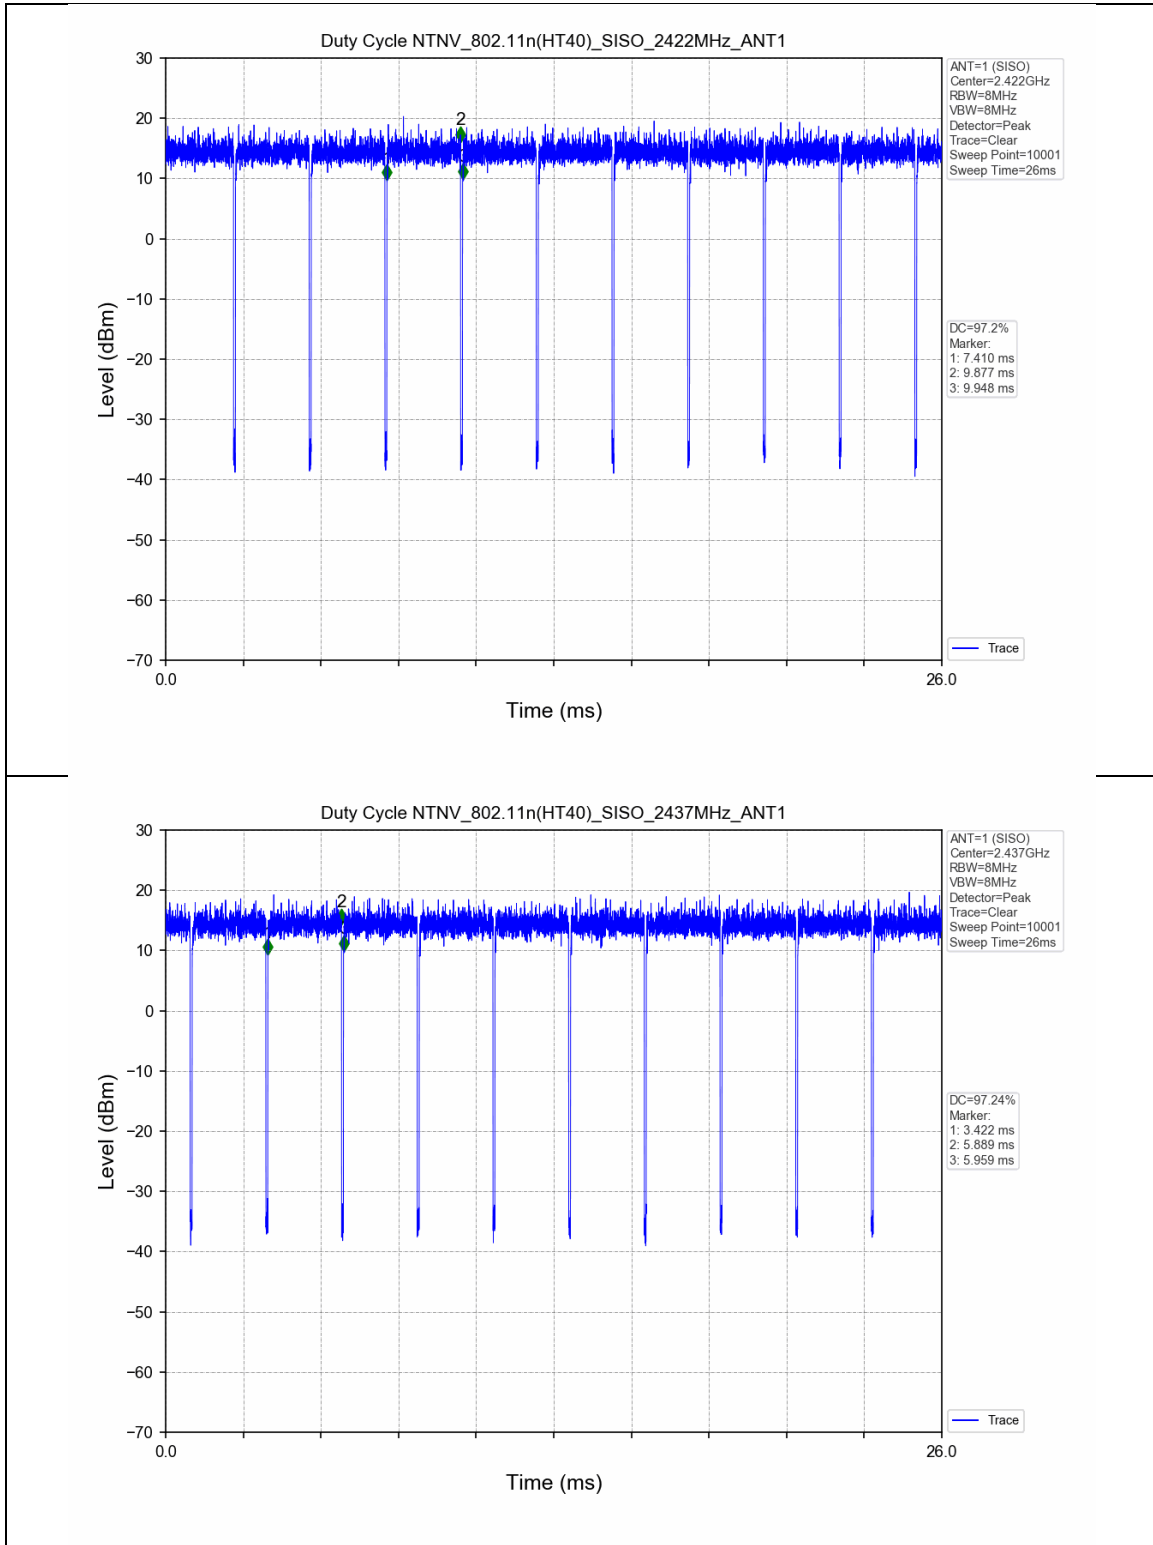 Duty Cycle NTNV_802.11n(HT40)_SISO_2422MHz_ANT1
30
20
10
0
−10
−20
−30
−40
−50
−60
−70
Level (dBm)
2
0.0
26.0
Time (ms)
ANT=1 (SISO)
Center=2.422GHz
RBW=8MHz
VBW=8MHz
Detector=Peak
Trace=Clear
Sweep Point=10001
Sweep Time=26ms
DC=97.2%
Marker:
1: 7.410 ms
2: 9.877 ms
3: 9.948 ms
Trace
Duty Cycle NTNV_802.11n(HT40)_SISO_2437MHz_ANT1
30
20
10
0
−10
−20
−30
−40
−50
−60
−70
Level (dBm)
2
0.0
26.0
Time (ms)
ANT=1 (SISO)
Center=2.437GHz
RBW=8MHz
VBW=8MHz
Detector=Peak
Trace=Clear
Sweep Point=10001
Sweep Time=26ms
DC=97.24%
Marker:
1: 3.422 ms
2: 5.889 ms
3: 5.959 ms
Trace